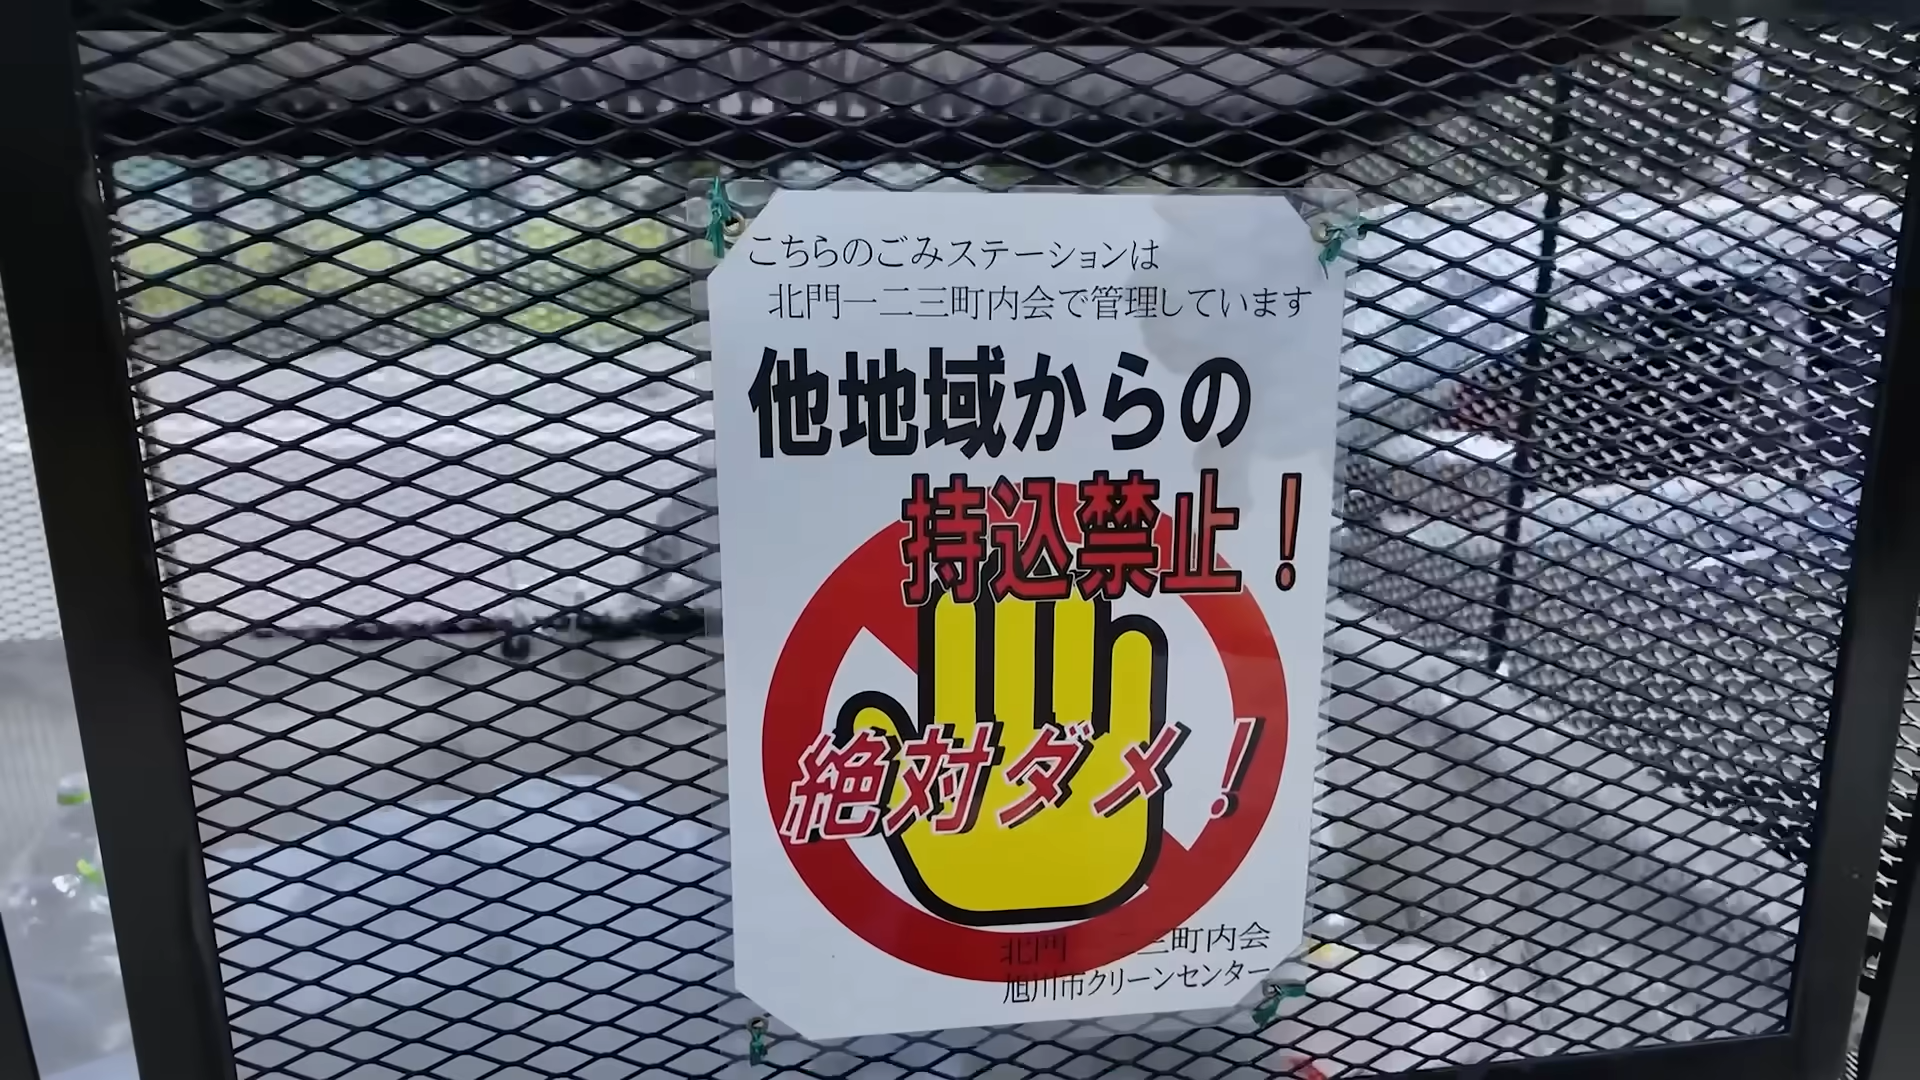 こちらのごみステーションは
北門一二三町内会で管理しています
他地域からの
持込禁止！
絶対ダメ！
北門一二三町内会
旭川市クリーンセンター